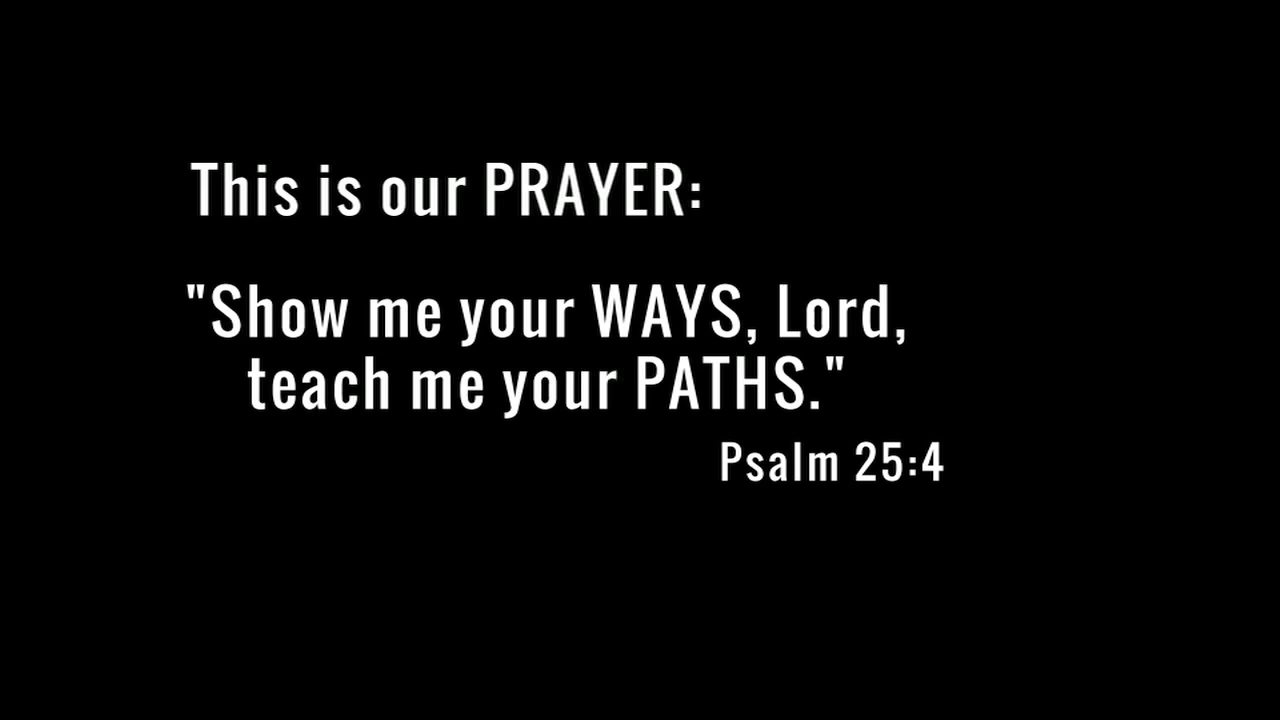 This is our PRAYER:
"Show me your WAYS, Lord,
teach me your PATHS."
Psalm 25:4